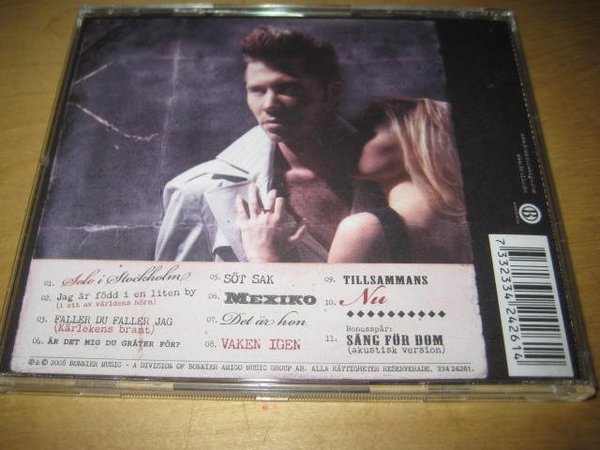 01. Solo i Stockholm
02. Jag är född i en liten by
(i ett av världens hörn)
03. FALLER DU FALLER JAG
(Kärlekens brant)
04. ÄR DET MIG DU GRÅTER FÖR?
05. SÖT SAK
06. MEXIKO
07. Det är hon
08. VAKEN IGEN
09. TILLSAMMANS
10. Nu
Bonusspår:
11. SÅNG FÖR DOM
(akustisk version)
℗ & © 2005 BONNIER MUSIC - A DIVISION OF BONNIER AMIGO MUSIC GROUP AB. ALLA RÄTTIGHETER RESERVERADE. 334 24261.
B
7 332334 242614